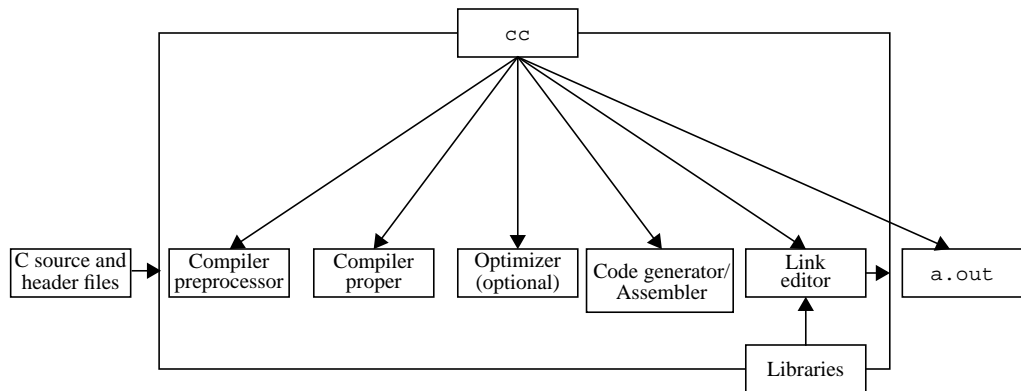 cc
C source and
header files
Compiler
preprocessor
Compiler
proper
Optimizer
(optional)
Code generator/
Assembler
Link
editor
a.out
Libraries